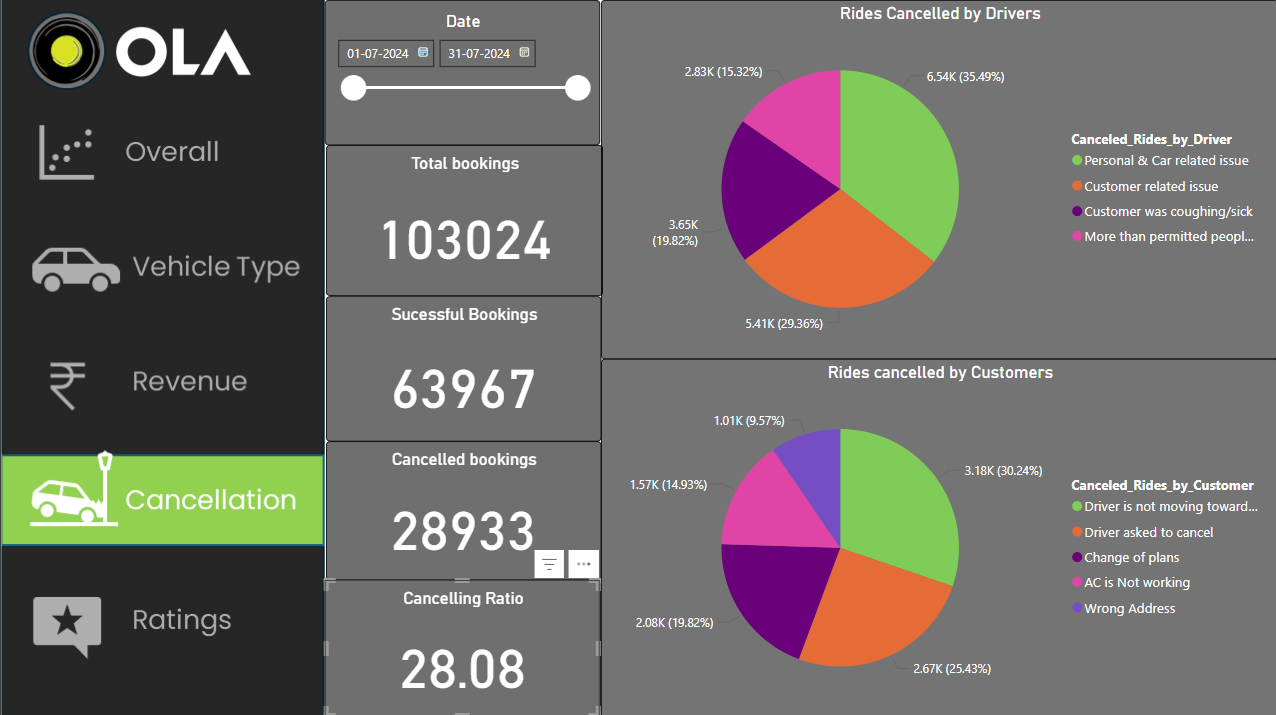 OLA
Overall
Vehicle Type
Revenue
Cancellation
Ratings
Date
01-07-2024 31-07-2024
Total bookings
103024
Sucessful Bookings
63967
Cancelled bookings
28933
Cancelling Ratio
28.08
Rides Cancelled by Drivers
2.83K (15.32%)
6.54K (35.49%)
3.65K
(19.82%)
5.41K (29.36%)
Canceled_Rides_by_Driver
Personal & Car related issue
Customer related issue
Customer was coughing/sick
More than permitted peopl...
Rides cancelled by Customers
1.01K (9.57%)
3.18K (30.24%)
1.57K (14.93%)
2.08K (19.82%)
2.67K (25.43%)
Canceled_Rides_by_Customer
Driver is not moving toward...
Driver asked to cancel
Change of plans
AC is Not working
Wrong Address